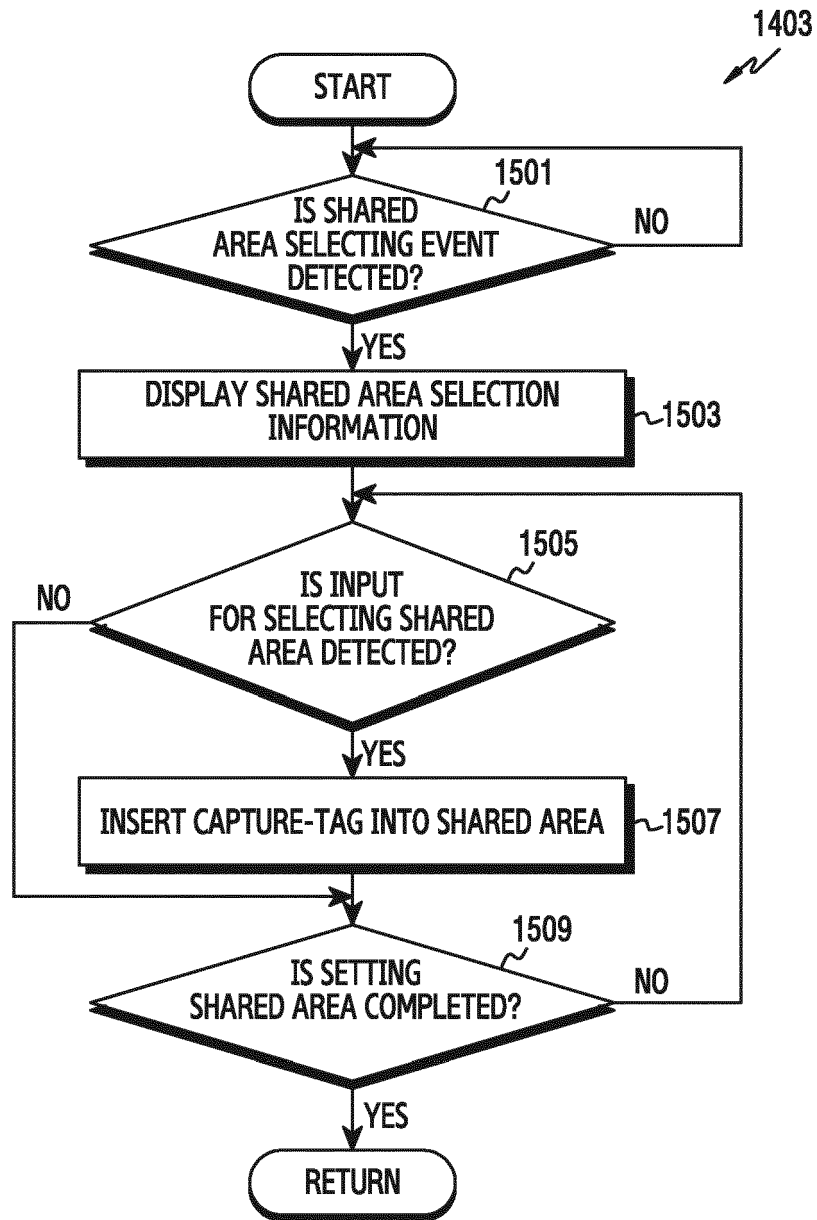 1403
START
1501
IS SHARED
AREA SELECTING EVENT
DETECTED?
NO
YES
DISPLAY SHARED AREA SELECTION
INFORMATION
1503
1505
NO
IS INPUT
FOR SELECTING SHARED
AREA DETECTED?
YES
INSERT CAPTURE-TAG INTO SHARED AREA
1507
1509
IS SETTING
SHARED AREA COMPLETED?
NO
YES
RETURN